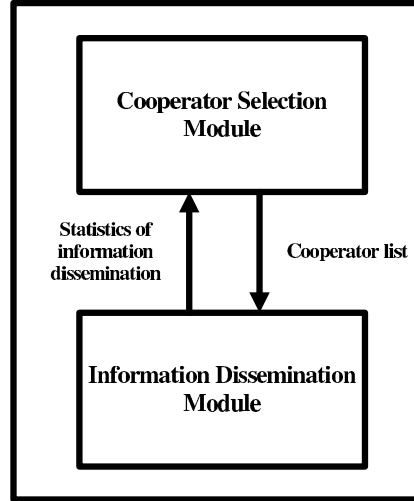 Cooperator Selection
Module
Statistics of
information
dissemination
Cooperator list
Information Dissemination
Module